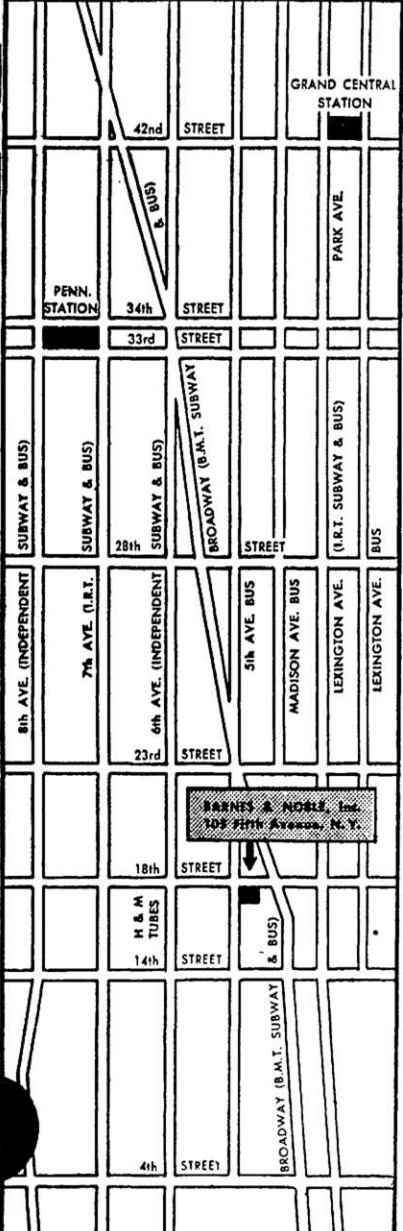 GRAND CENTRAL
STATION
42nd STREET
& BUS)
PARK AVE.
PENN.
STATION
34th STREET
33rd STREET
8th AVE. (INDEPENDENT SUBWAY & BUS)
7th AVE. (I.R.T. SUBWAY & BUS)
6th AVE. (INDEPENDENT SUBWAY & BUS)
BROADWAY (B.M.T. SUBWAY
28th STREET
5th AVE. BUS
MADISON AVE. BUS
LEXINGTON AVE. (I.R.T. SUBWAY & BUS)
LEXINGTON AVE. BUS
23rd STREET
BARNES & NOBLE, Inc.
105 Fifth Avenue, N. Y.
18th STREET
H & M
TUBES
14th STREET
BROADWAY (B.M.T. SUBWAY & BUS)
4th STREET